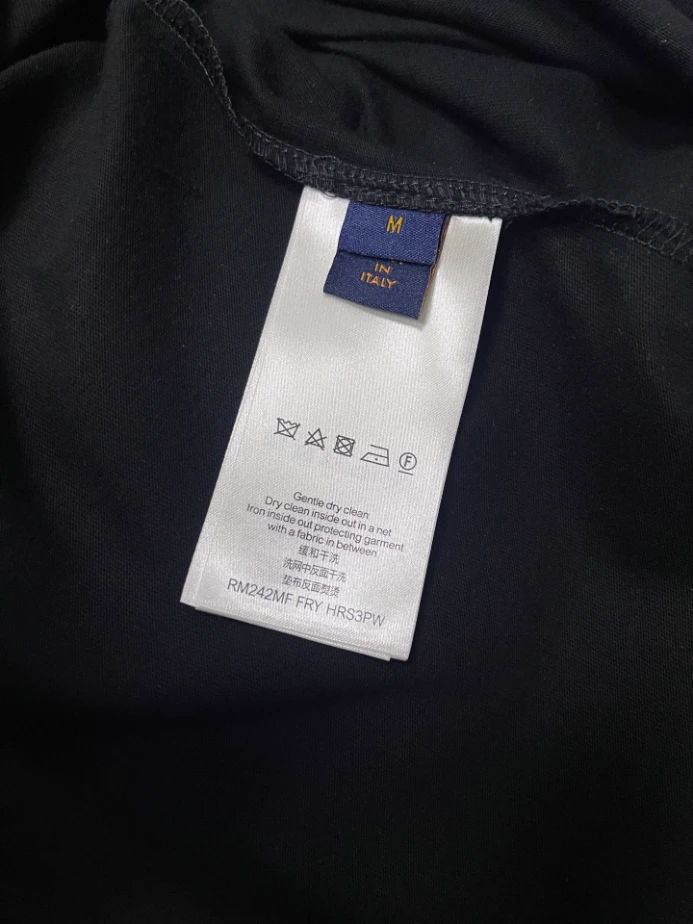 M
IN
ITALY
F
Gentle dry clean
Dry clean inside out in a net
Iron inside out protecting garment
with a fabric in between
缓和干洗
洗网中反面干洗
垫布反面熨烫
RM242MF FRY HRS3PW